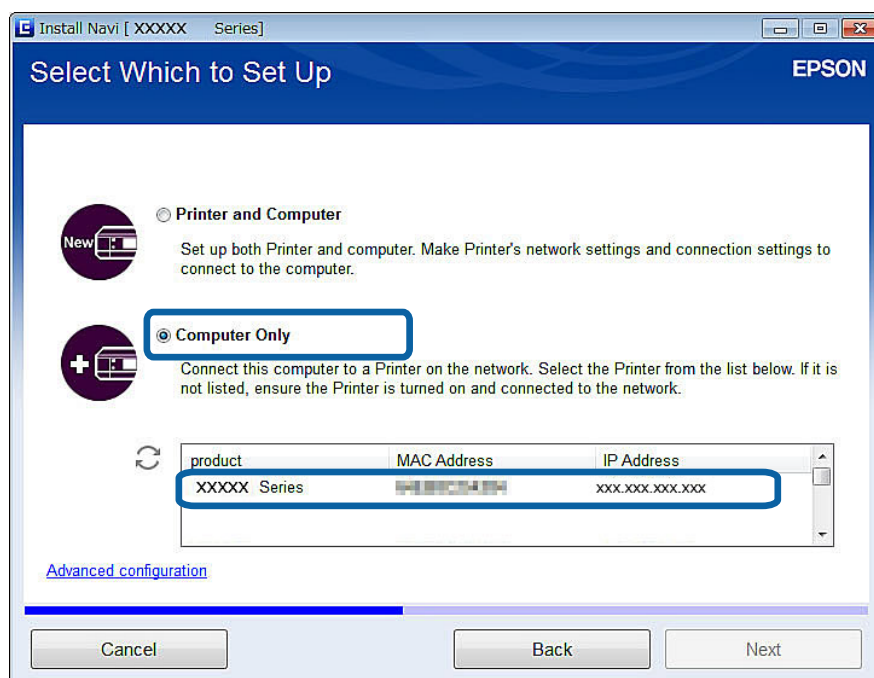 Install Navi [ XXXXX Series]
Select Which to Set Up
EPSON
New
Printer and Computer
Set up both Printer and computer. Make Printer's network settings and connection settings to
connect to the computer.
Computer Only
Connect this computer to a Printer on the network. Select the Printer from the list below. If it is
not listed, ensure the Printer is turned on and connected to the network.
product MAC Address IP Address
XXXXX Series xxx.xxx.xxx.xxx
Advanced configuration
Cancel Back Next